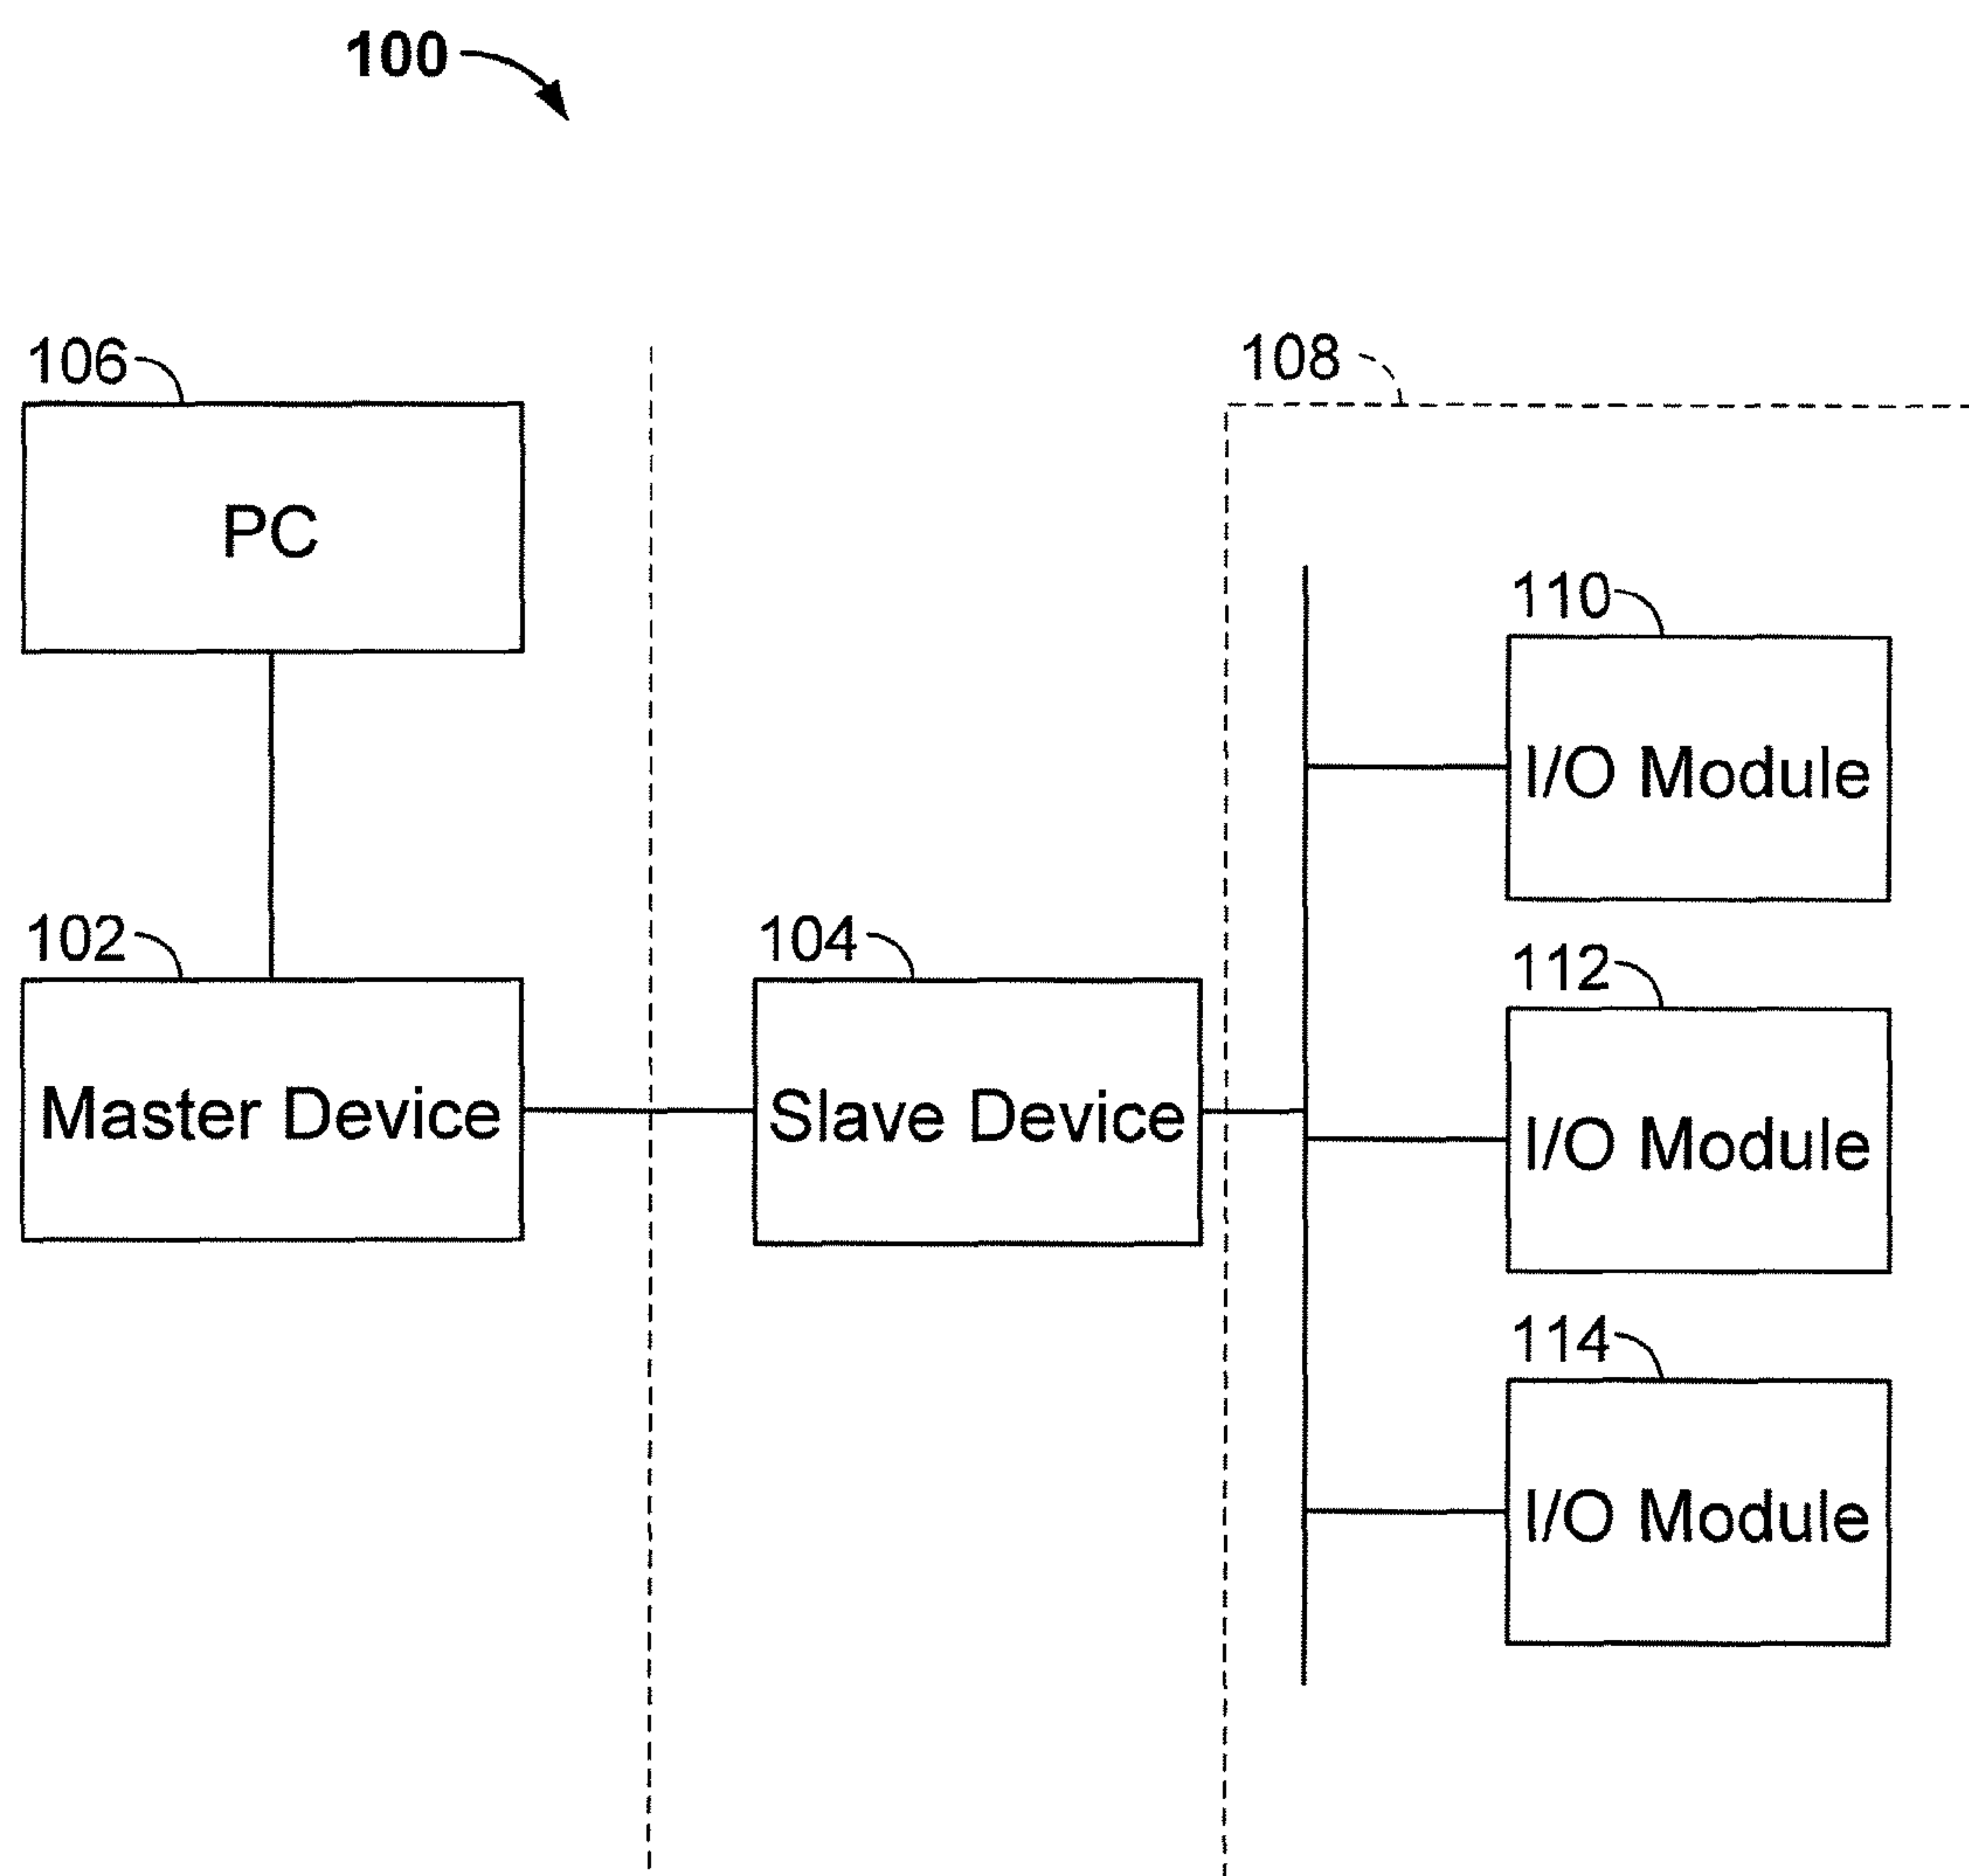 100
106
108
PC
110
I/O Module
102
104
112
Master Device
Slave Device
I/O Module
114
I/O Module